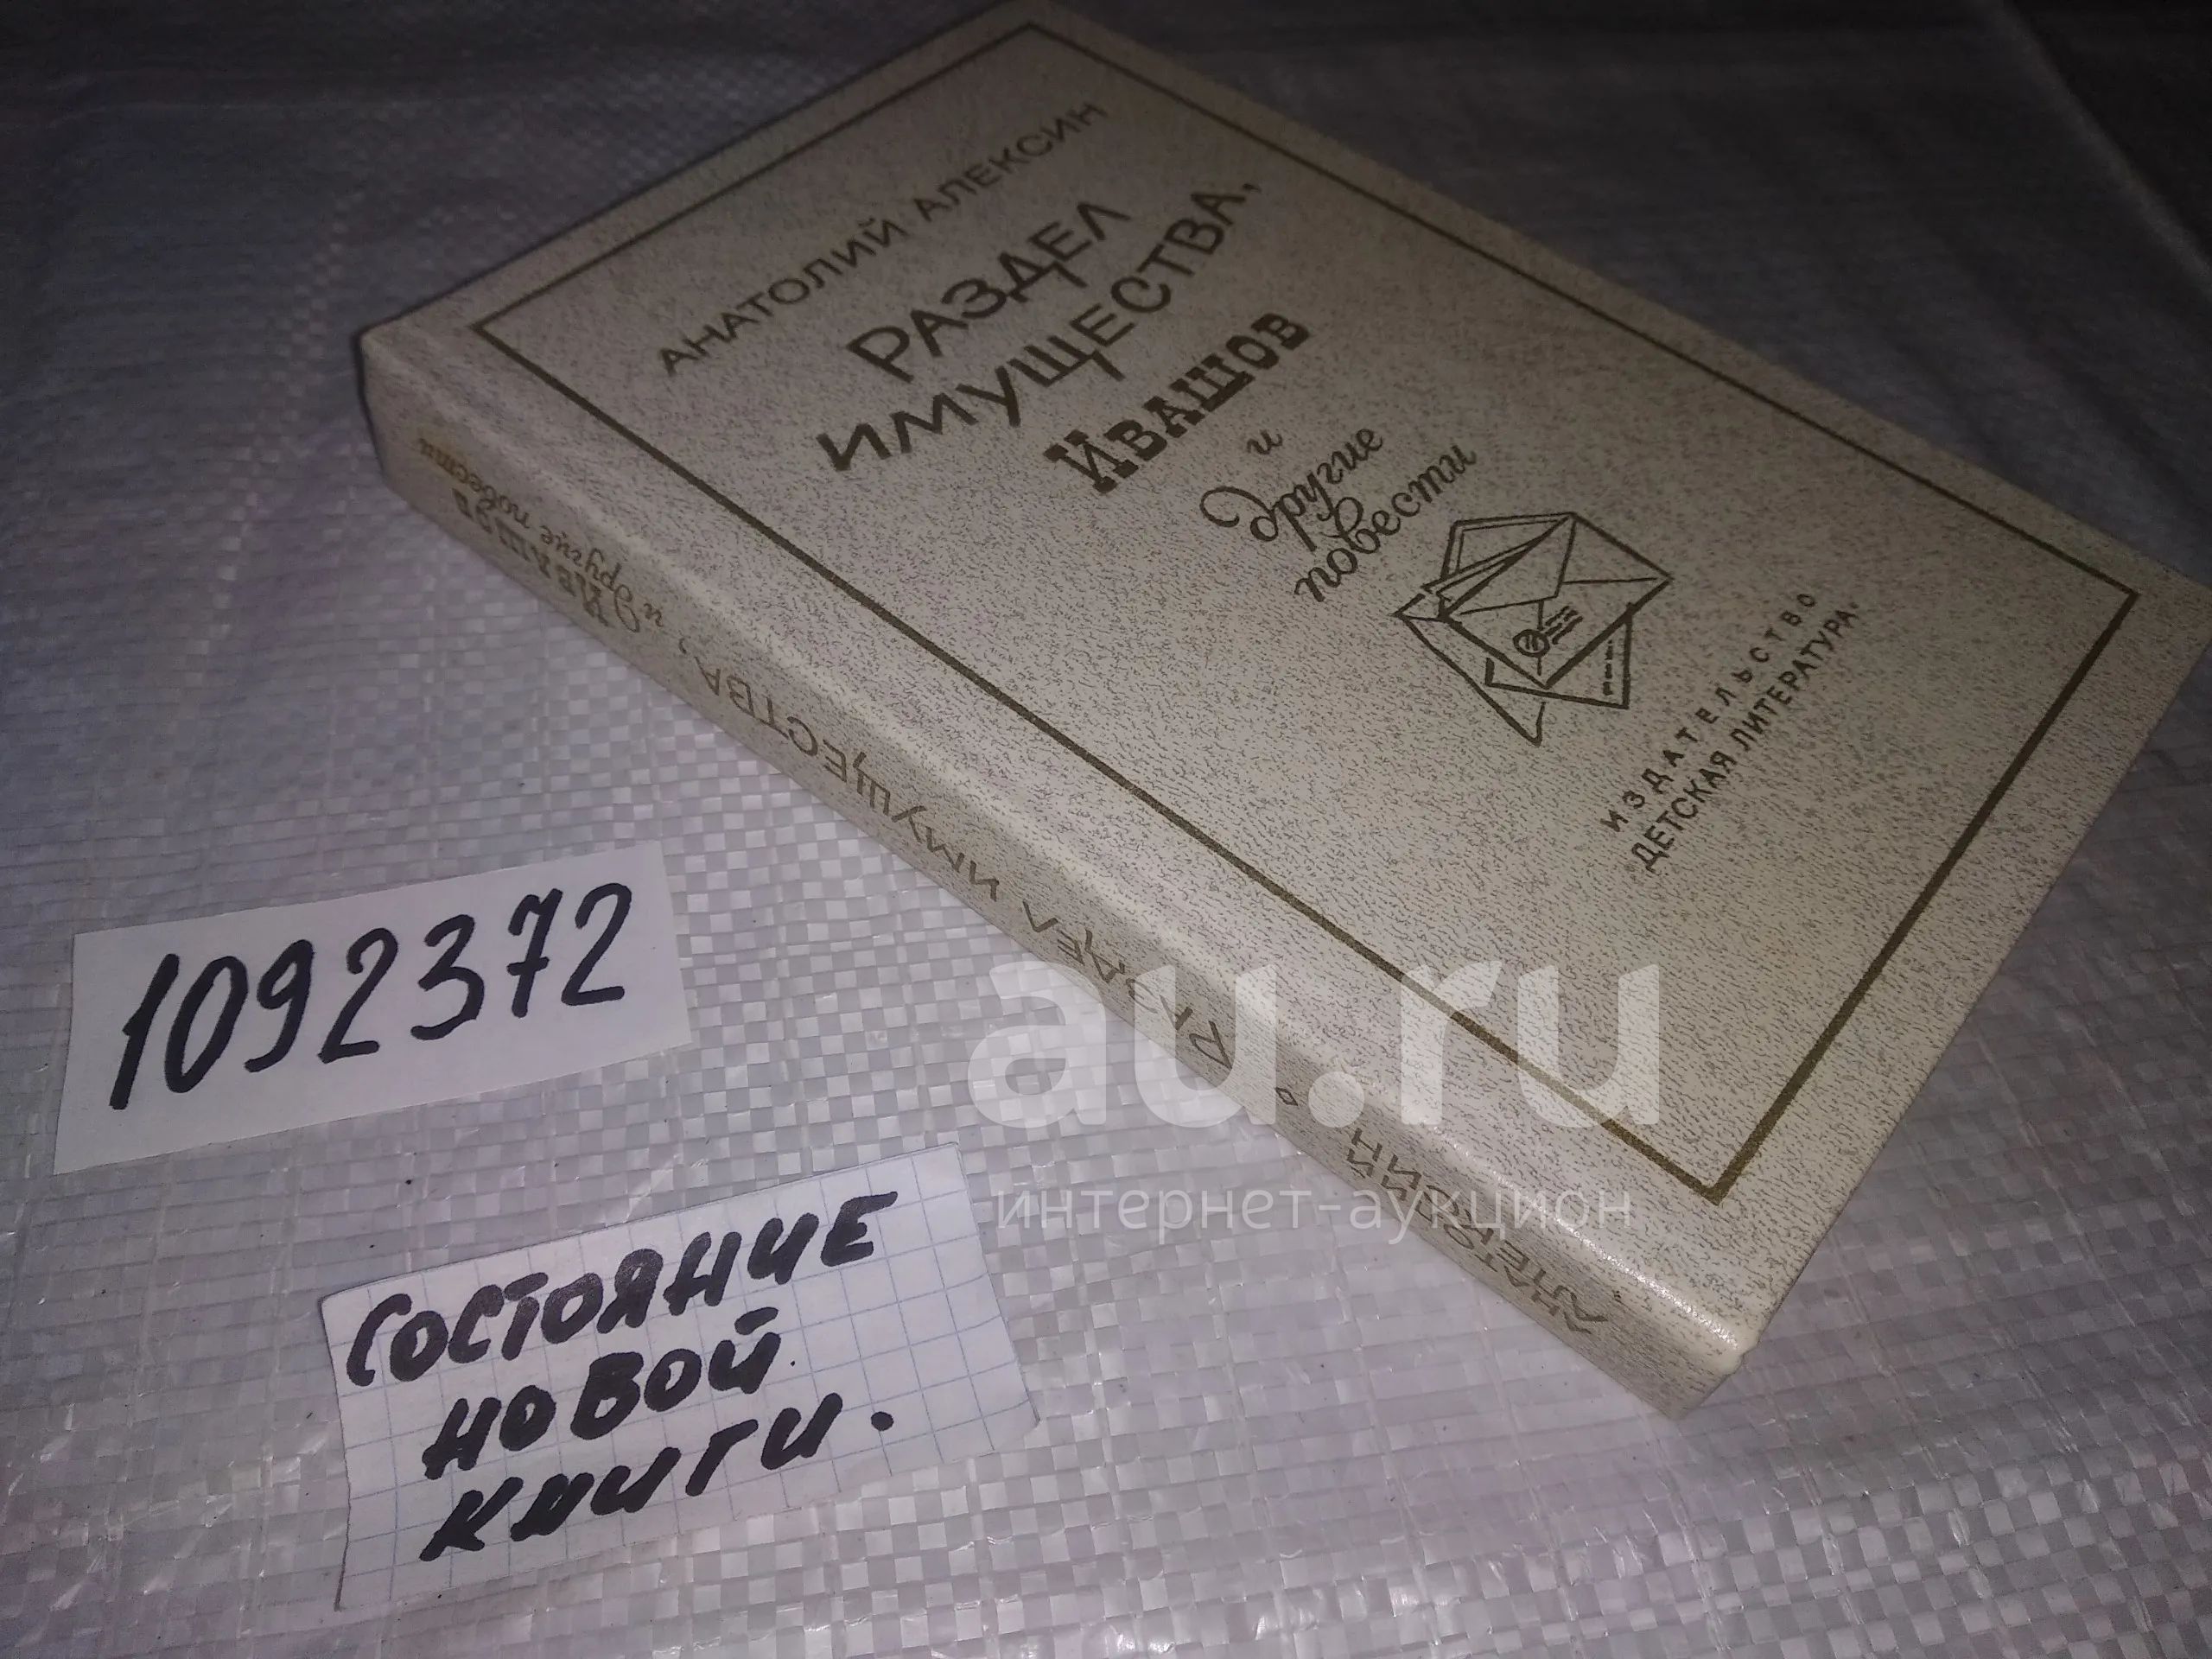 АНАТОЛИЙ АЛЕКСИН
РАЗДЕЛ
ИМУЩЕСТВА,
ИВАШОВ
и
другие
повести
ИЗДАТЕЛЬСТВО
ДЕТСКАЯ ЛИТЕРАТУРА
АНАТОЛИЙ
АЛЕКСИН
РАЗДЕЛ ИМУЩЕСТВА,
ИВАШОВ
и другие повести
1092372
СОСТОЯНИЕ
НОВОЙ
КНИГИ.
au.ru
интернет-аукцион